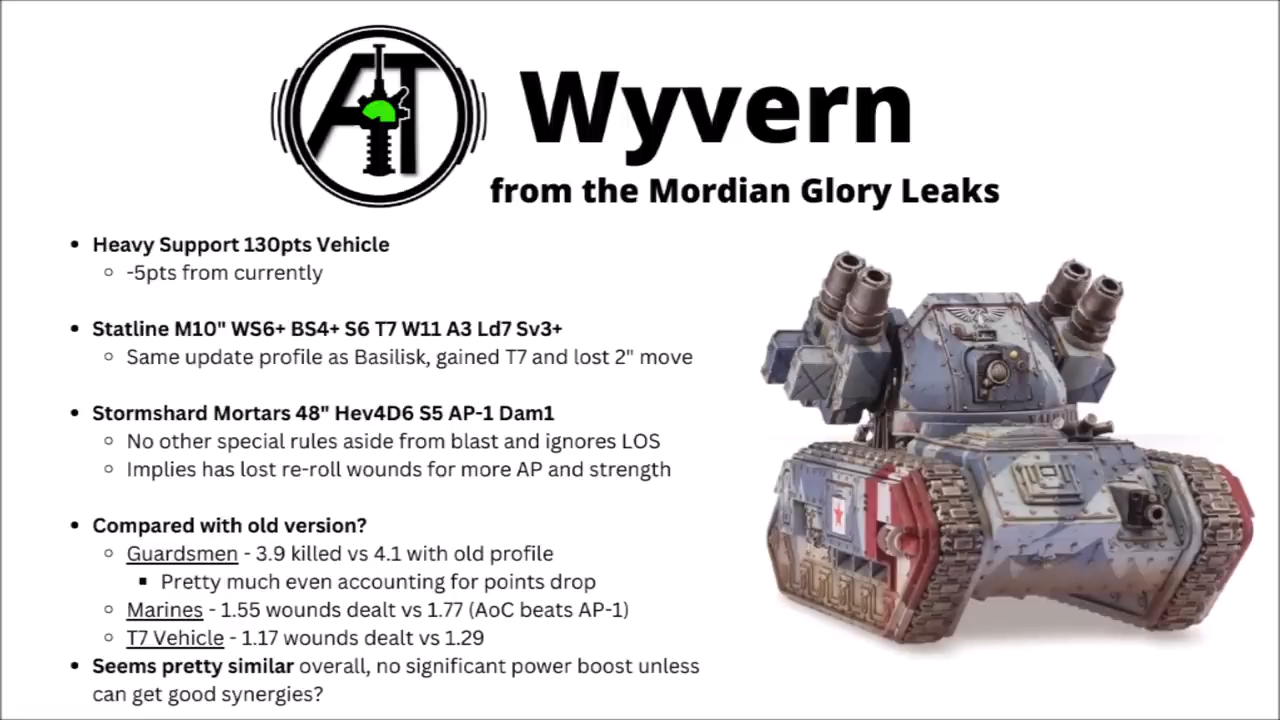 AT
Wyvern
from the Mordian Glory Leaks
• Heavy Support 130pts Vehicle
○ -5pts from currently
• Statline M10" WS6+ BS4+ S6 T7 W11 A3 Ld7 Sv3+
○ Same update profile as Basilisk, gained T7 and lost 2" move
• Stormshard Mortars 48" Hev4D6 S5 AP-1 Dam1
○ No other special rules aside from blast and ignores LOS
○ Implies has lost re-roll wounds for more AP and strength
• Compared with old version?
○ Guardsmen - 3.9 killed vs 4.1 with old profile
▪ Pretty much even accounting for points drop
○ Marines - 1.55 wounds dealt vs 1.77 (AoC beats AP-1)
○ T7 Vehicle - 1.17 wounds dealt vs 1.29
• Seems pretty similar overall, no significant power boost unless
can get good synergies?